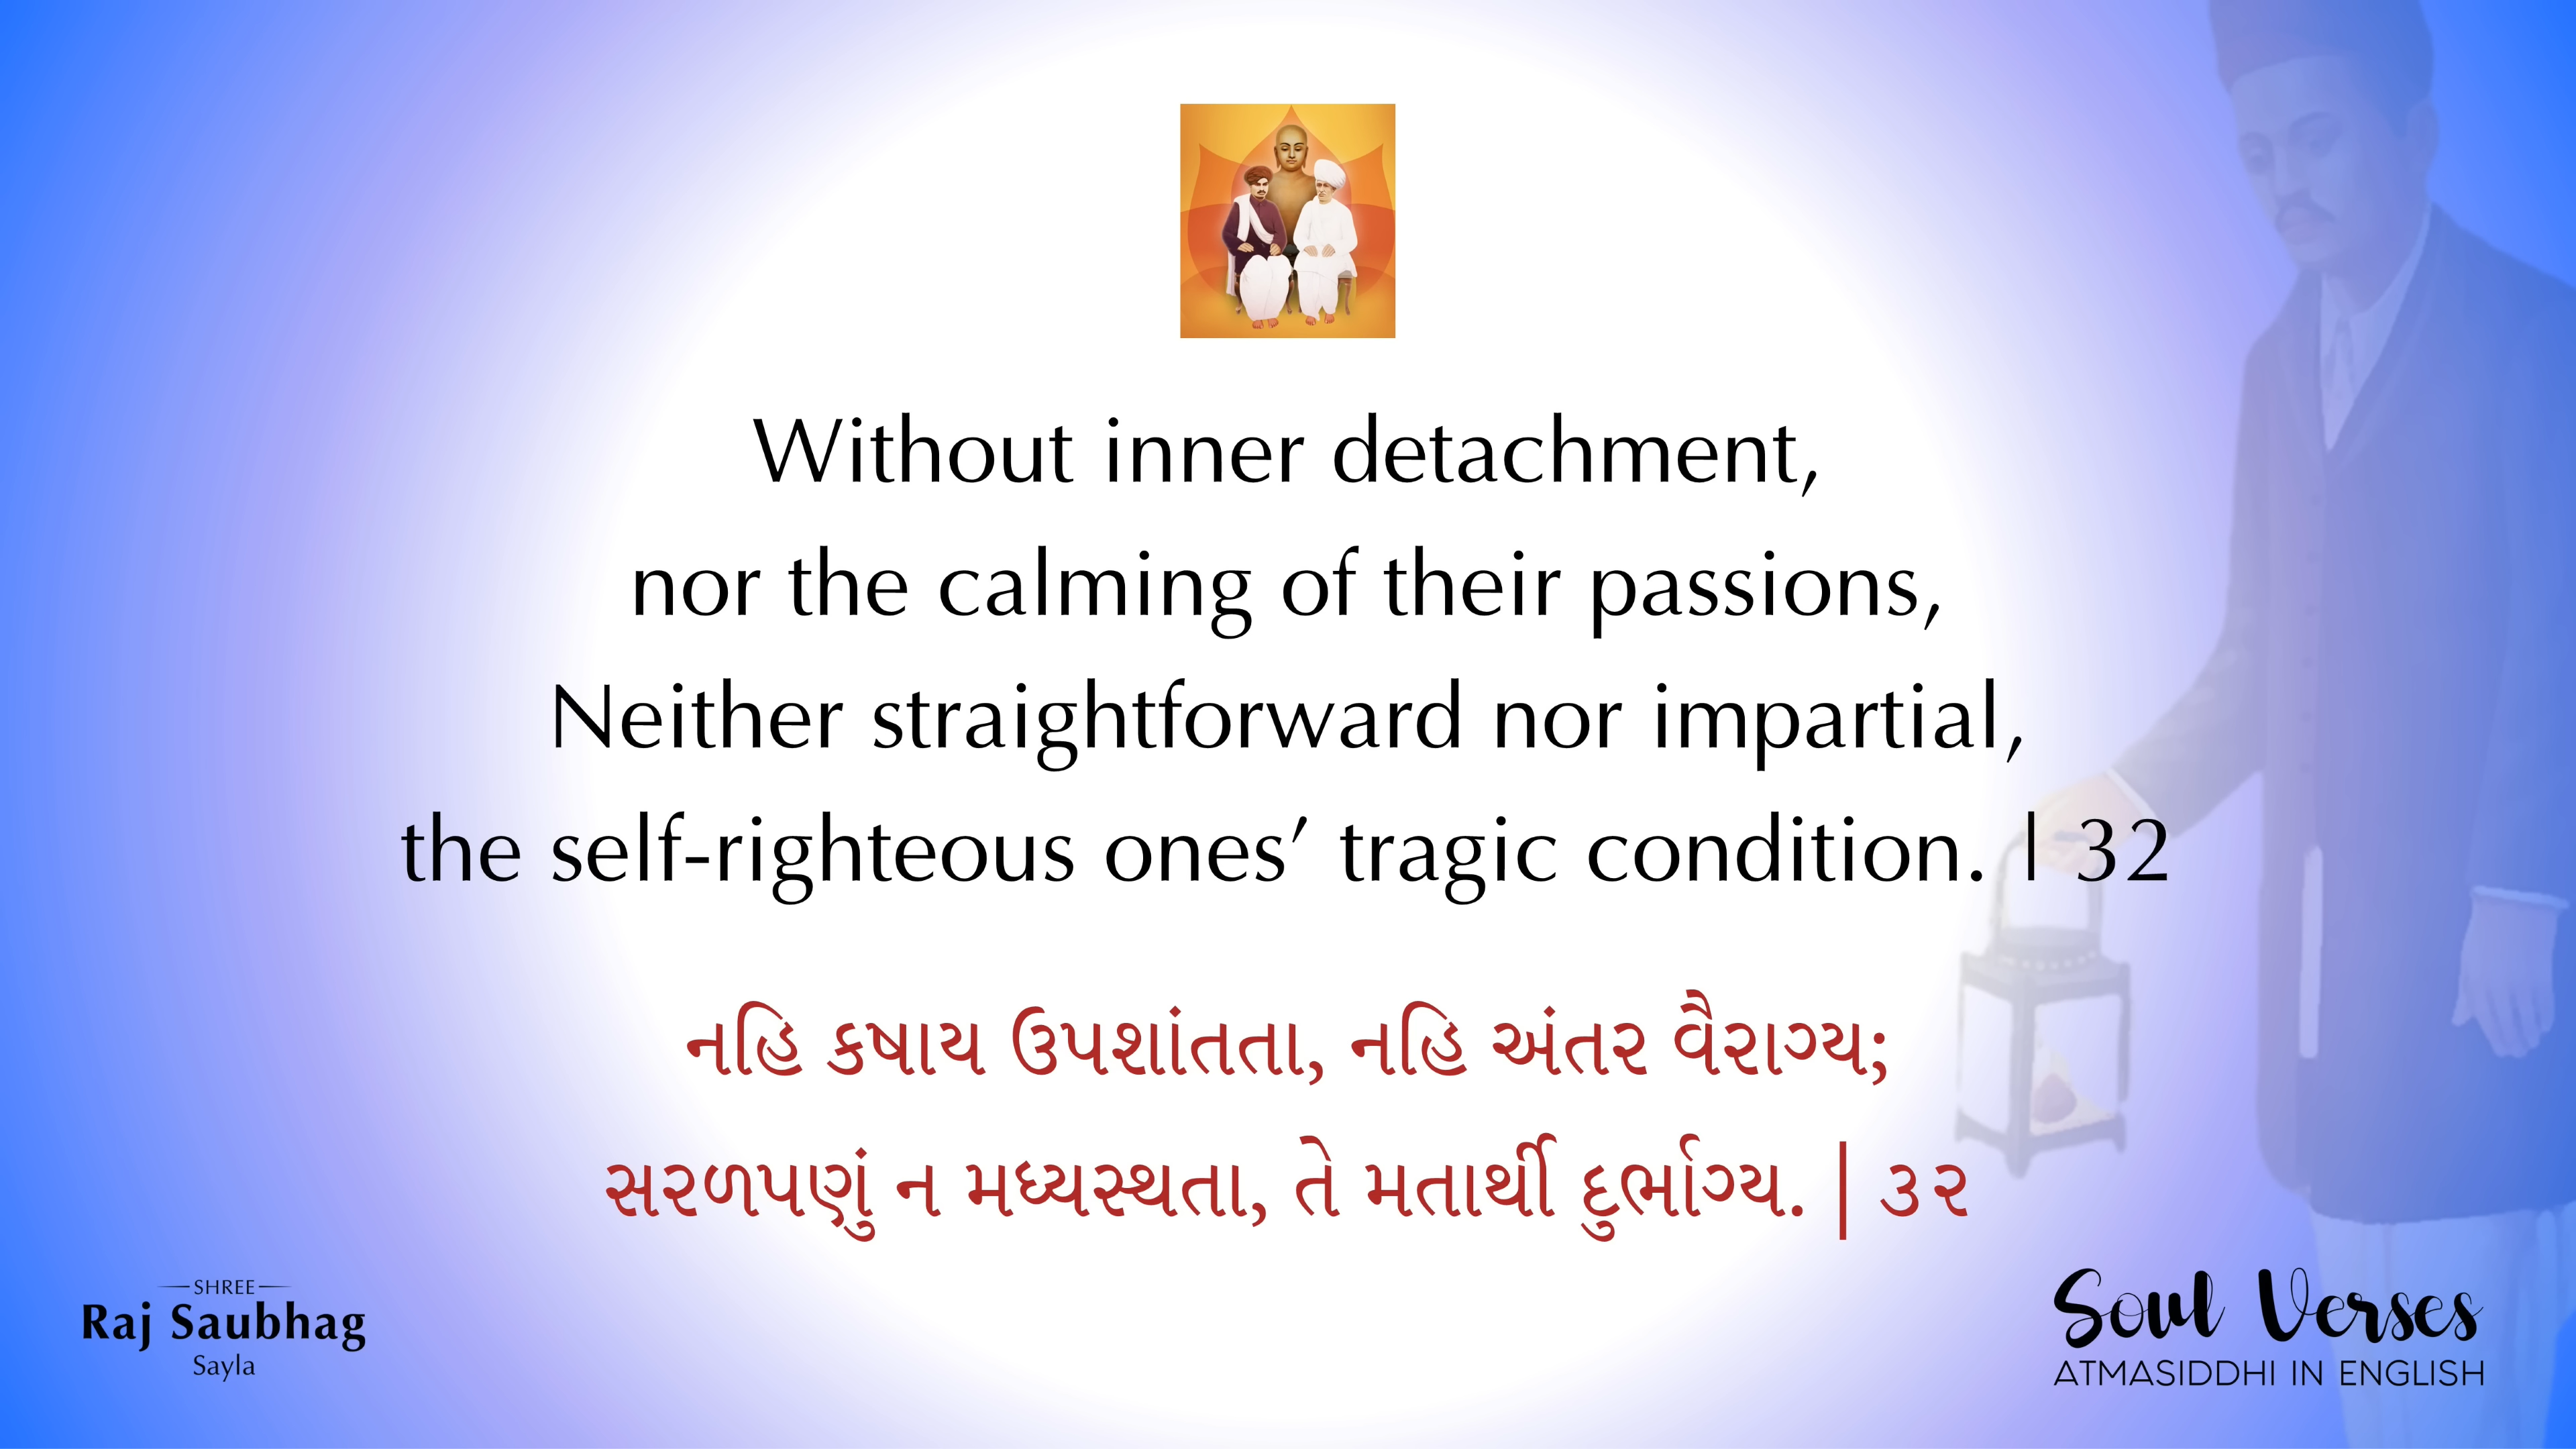 Without inner detachment,
nor the calming of their passions,
Neither straightforward nor impartial,
the self-righteous ones’ tragic condition. | 32
નહિ કષાય ઉપશાંતતા, નહિ અંતર વૈરાગ્ય;
સરળપણું ન મધ્યસ્થતા, તે મતાર્થી દુર્ભાગ્ય. | ૩૨
SHREE
Raj Saubhag
Sayla
Soul Verses
ATMASIDDHI IN ENGLISH